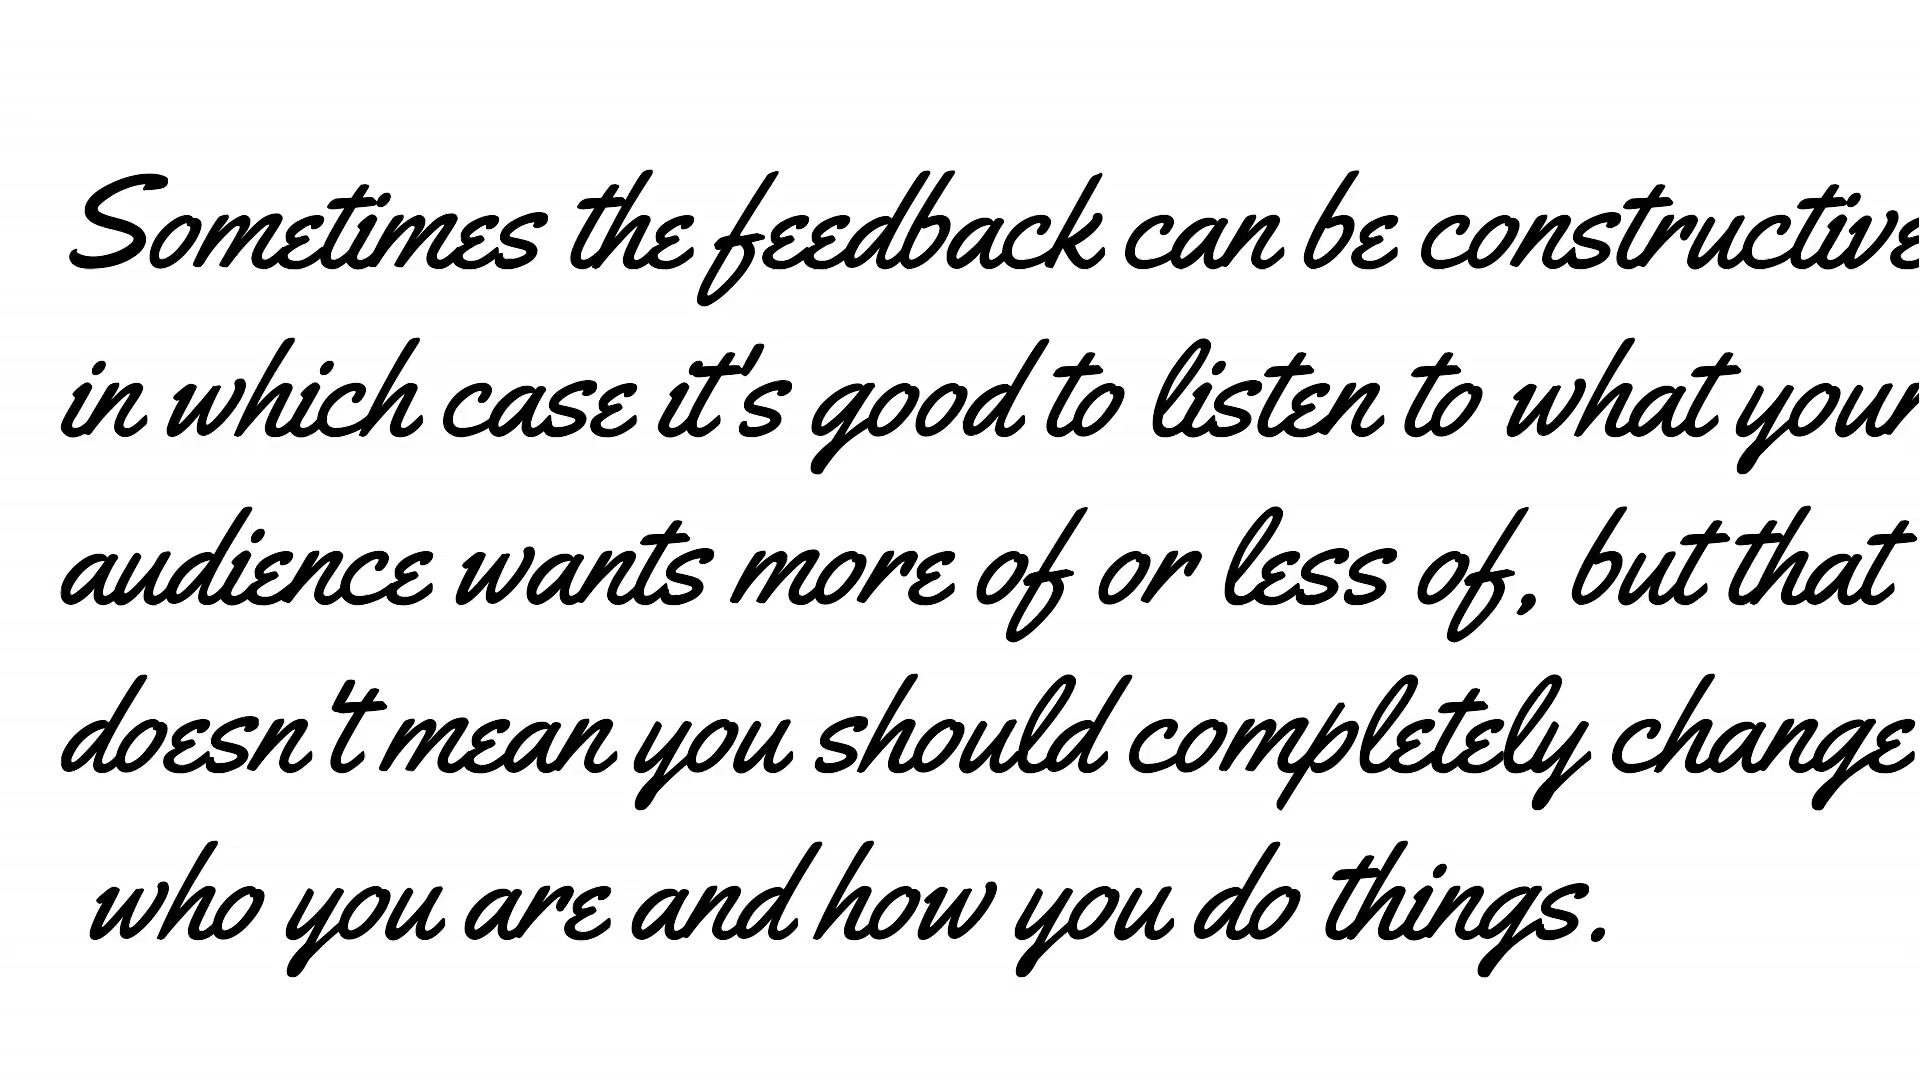 Sometimes the feedback can be constructive
in which case it's good to listen to what your
audience wants more of or less of, but that
doesn't mean you should completely change
who you are and how you do things.